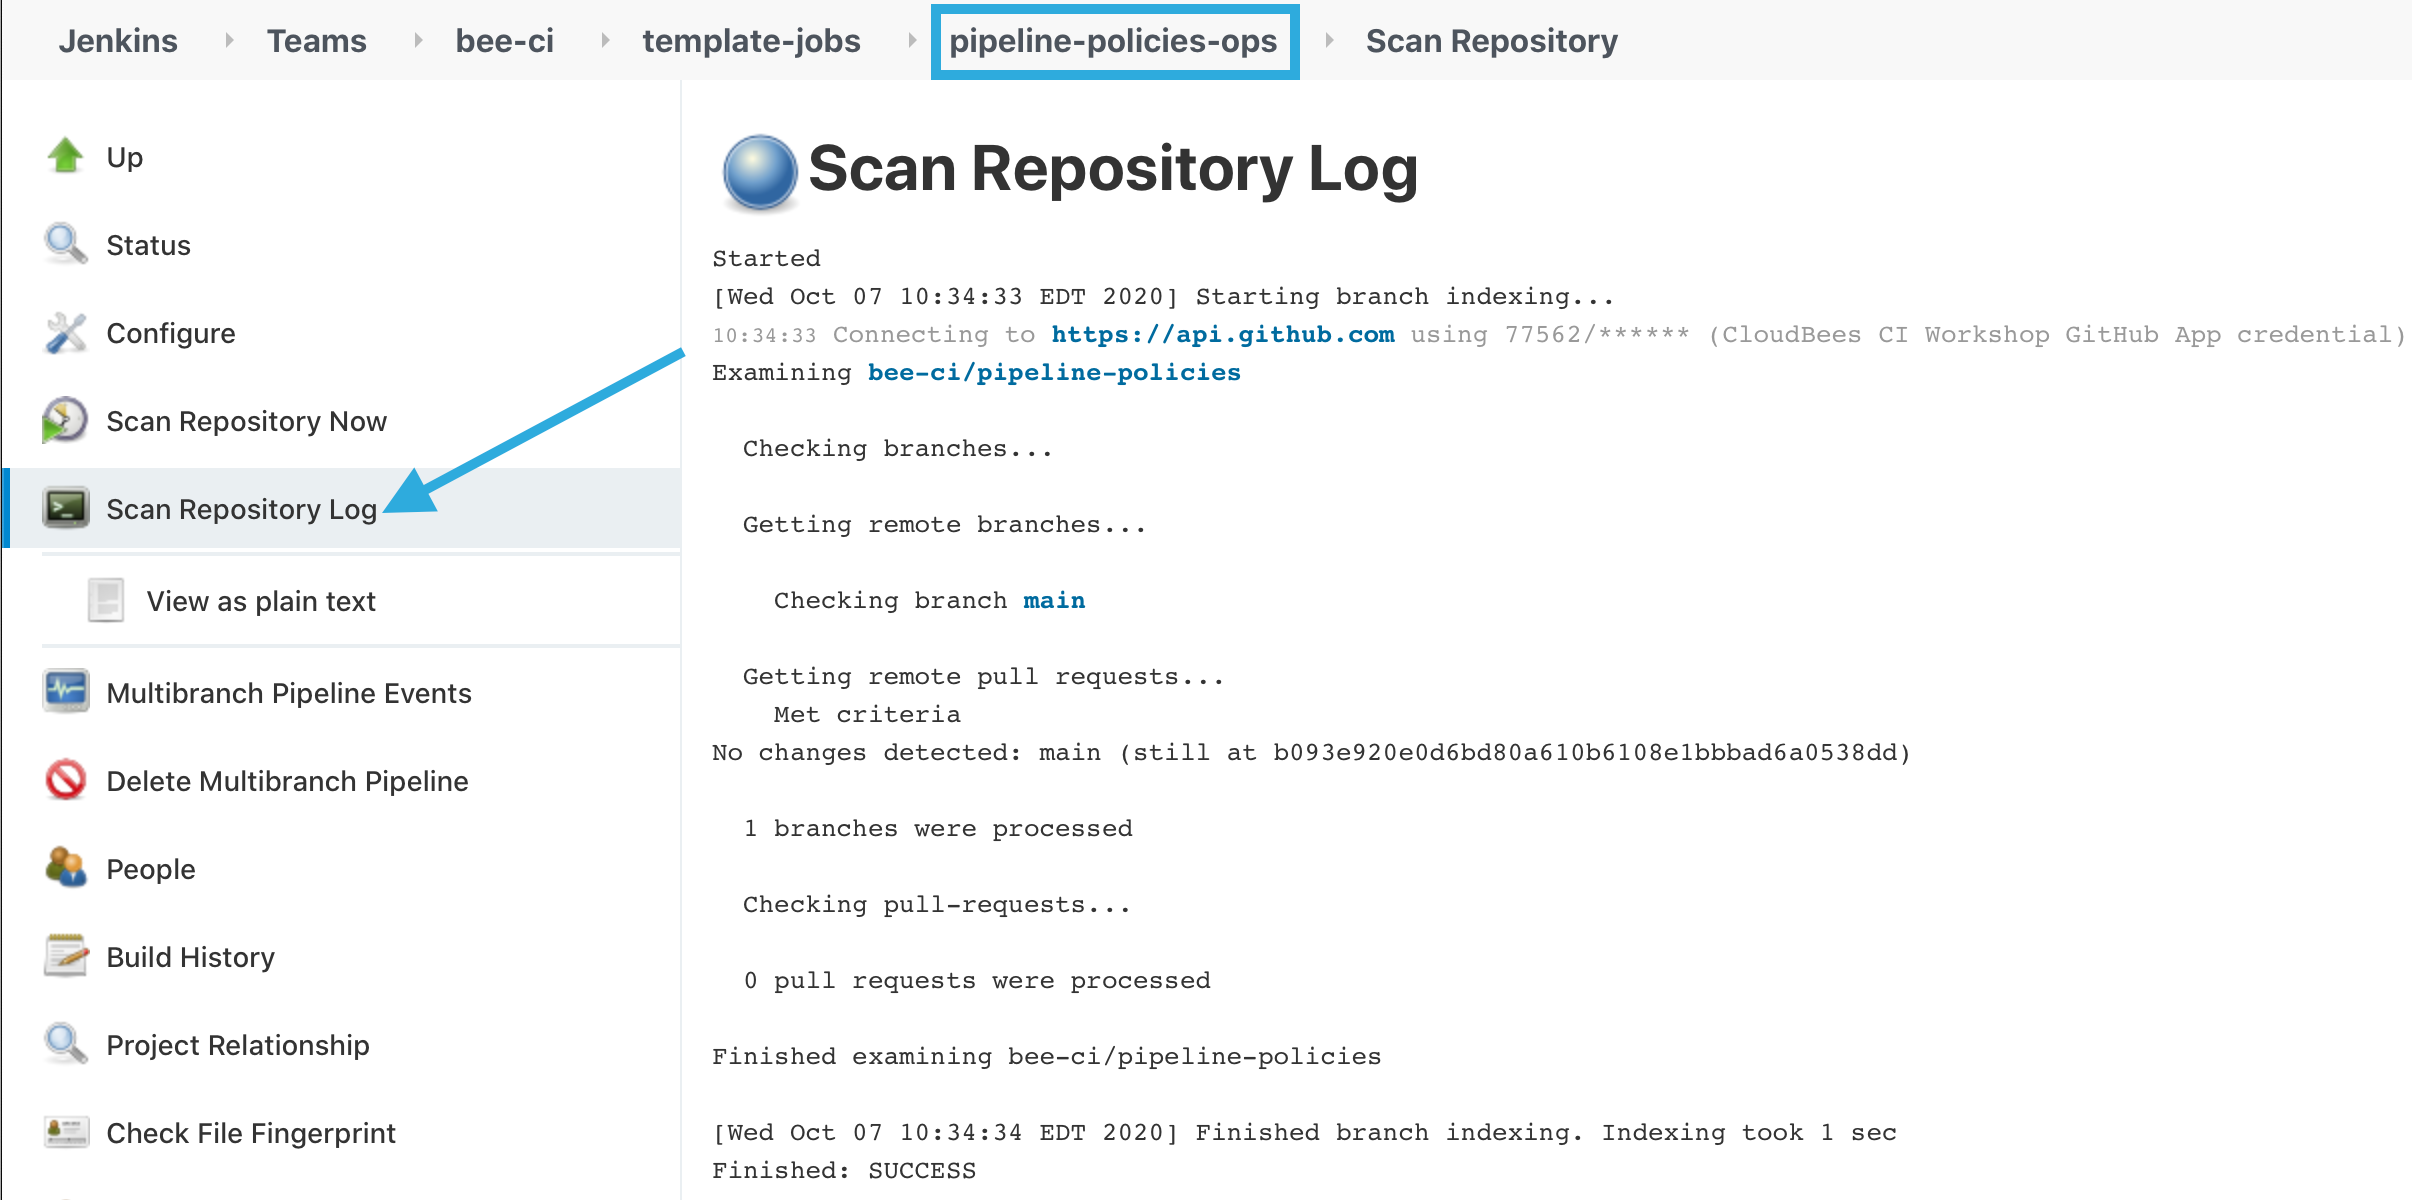 Jenkins Teams bee-ci template-jobs pipeline-policies-ops Scan Repository
Up
Status
Configure
Scan Repository Now
Scan Repository Log
View as plain text
Multibranch Pipeline Events
Delete Multibranch Pipeline
People
Build History
Project Relationship
Check File Fingerprint
Scan Repository Log
Started
[Wed Oct 07 10:34:33 EDT 2020] Starting branch indexing...
10:34:33 Connecting to https://api.github.com using 77562/****** (CloudBees CI Workshop GitHub App credential)
Examining bee-ci/pipeline-policies
Checking branches...
Getting remote branches...
Checking branch main
Getting remote pull requests...
Met criteria
No changes detected: main (still at b093e920e0d6bd80a610b6108e1bbbad6a0538dd)
1 branches were processed
Checking pull-requests...
0 pull requests were processed
Finished examining bee-ci/pipeline-policies
[Wed Oct 07 10:34:34 EDT 2020] Finished branch indexing. Indexing took 1 sec
Finished: SUCCESS